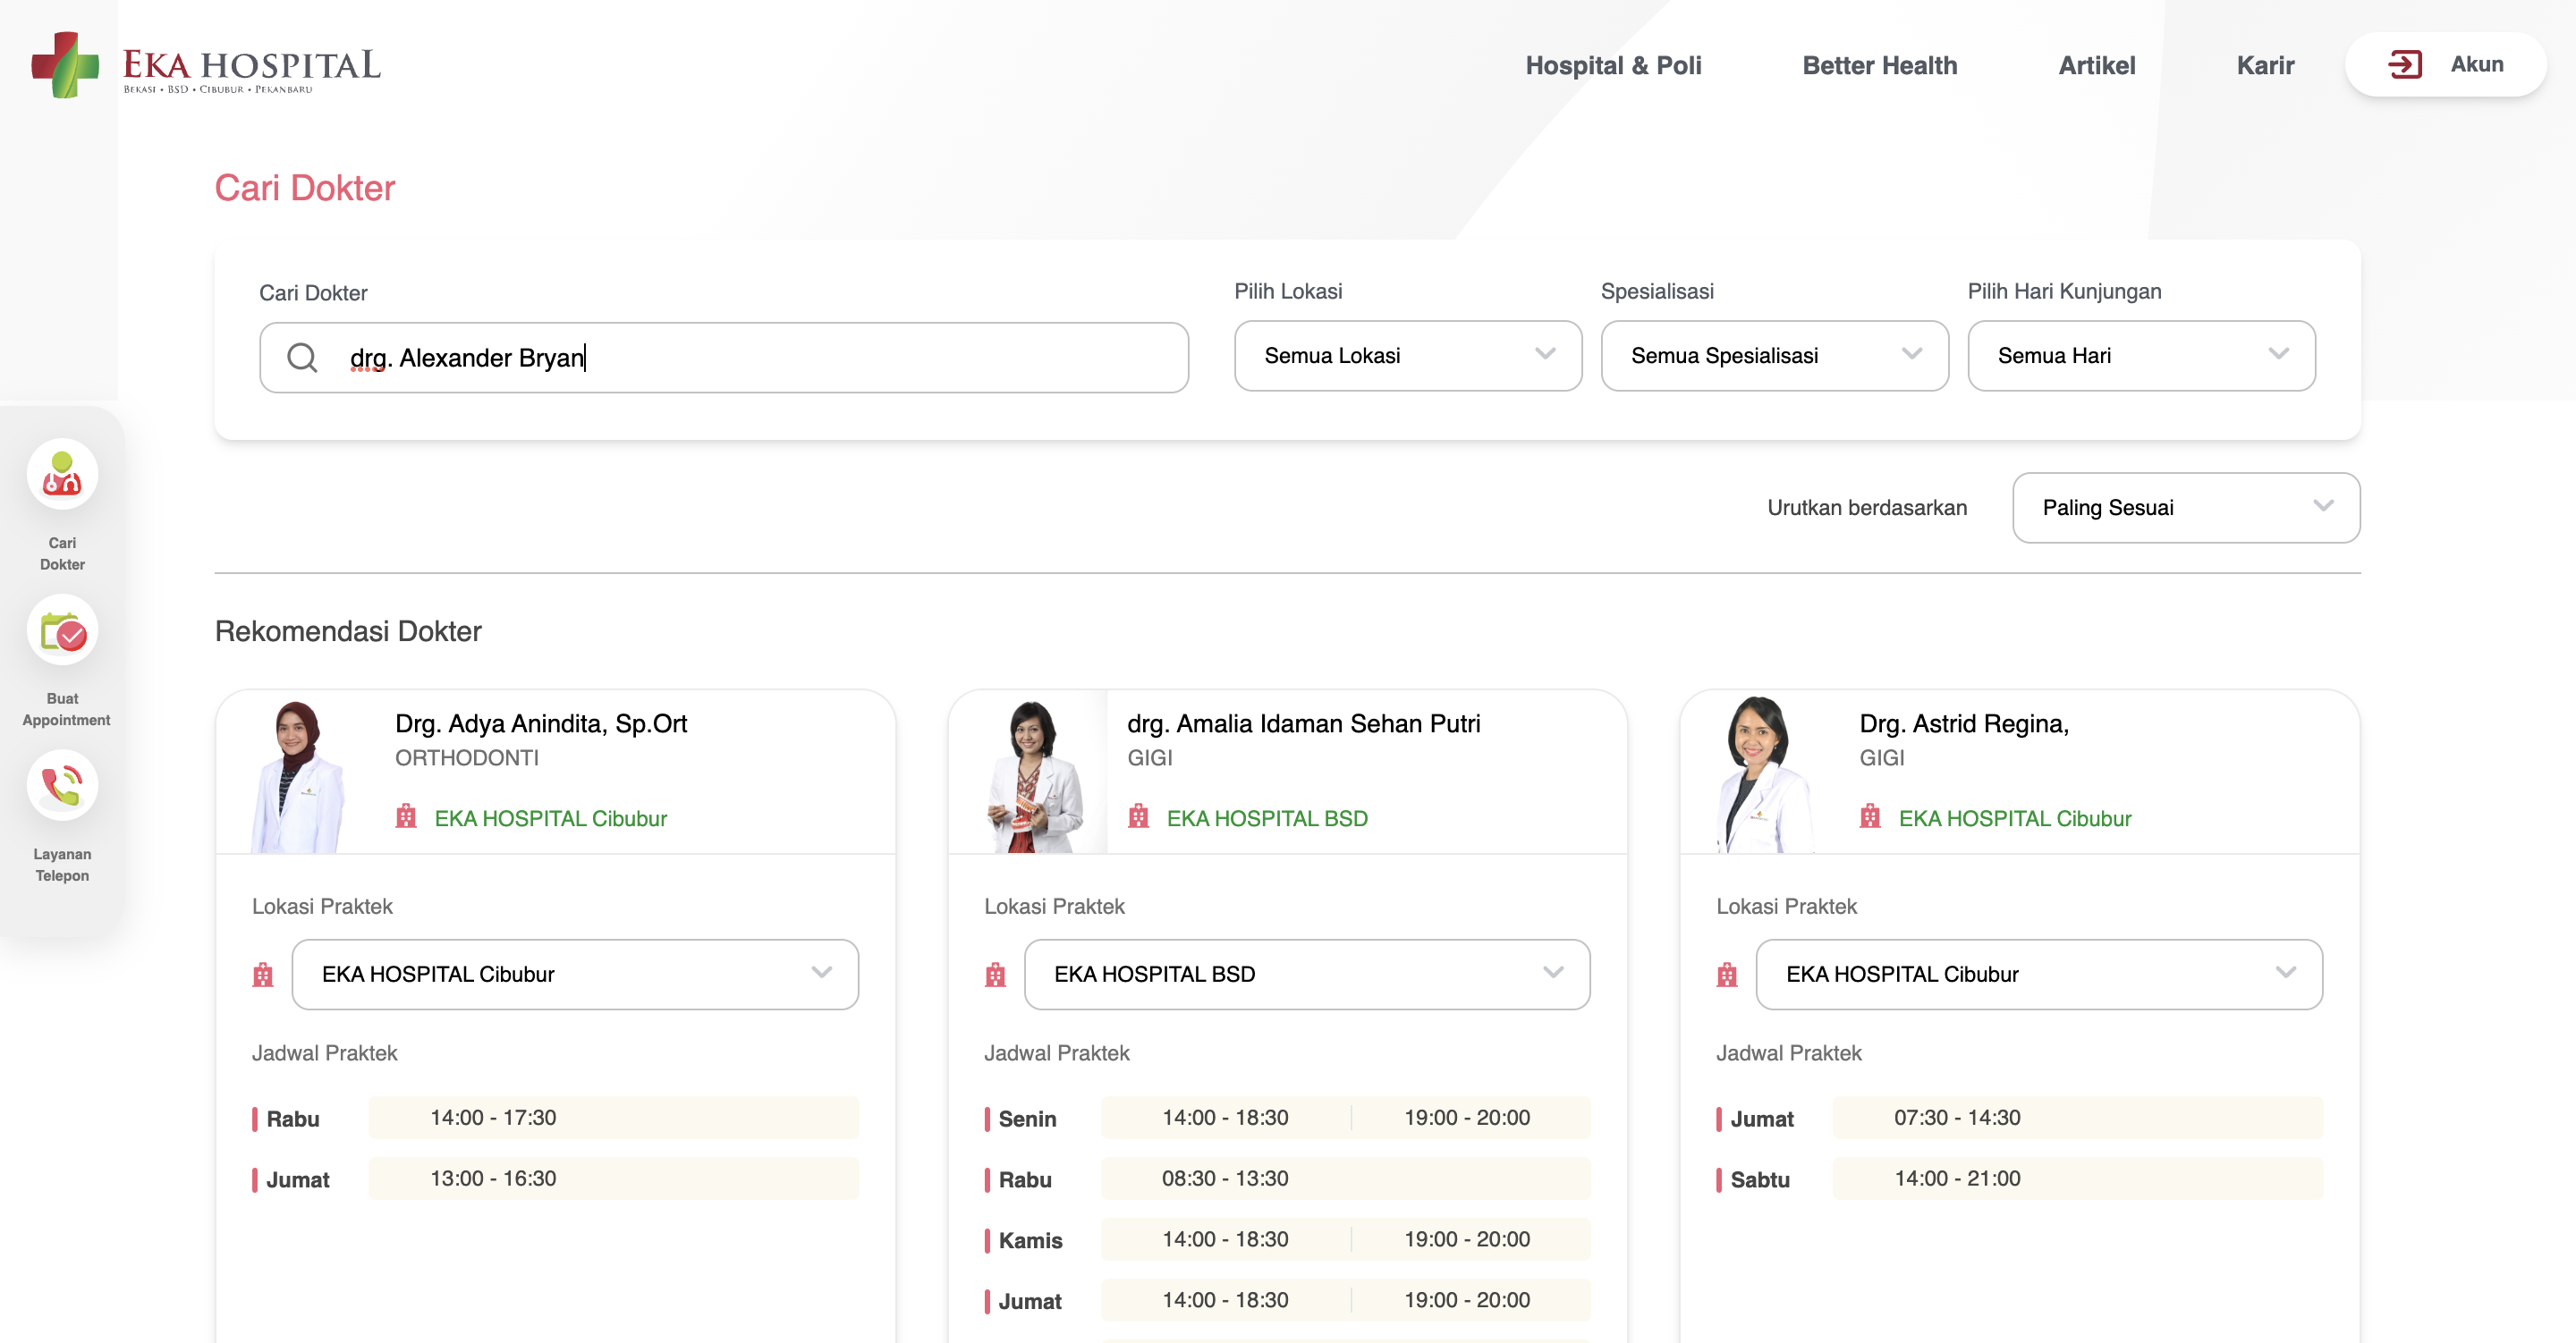 EKA HOSPITAL
BEKASI • BSD • CIBUBUR • PEKANBARU
Hospital & Poli
Better Health
Artikel
Karir
Akun
Cari Dokter
Cari Dokter
drg. Alexander Bryan
Pilih Lokasi
Semua Lokasi
Spesialisasi
Semua Spesialisasi
Pilih Hari Kunjungan
Semua Hari
Cari
Dokter
Buat
Appointment
Layanan
Telepon
Urutkan berdasarkan
Paling Sesuai
Rekomendasi Dokter
Drg. Adya Anindita, Sp.Ort
ORTHODONTI
EKA HOSPITAL Cibubur
Lokasi Praktek
EKA HOSPITAL Cibubur
Jadwal Praktek
Rabu 14:00 - 17:30
Jumat 13:00 - 16:30
drg. Amalia Idaman Sehan Putri
GIGI
EKA HOSPITAL BSD
Lokasi Praktek
EKA HOSPITAL BSD
Jadwal Praktek
Senin 14:00 - 18:30 19:00 - 20:00
Rabu 08:30 - 13:30
Kamis 14:00 - 18:30 19:00 - 20:00
Jumat 14:00 - 18:30 19:00 - 20:00
Drg. Astrid Regina,
GIGI
EKA HOSPITAL Cibubur
Lokasi Praktek
EKA HOSPITAL Cibubur
Jadwal Praktek
Jumat 07:30 - 14:30
Sabtu 14:00 - 21:00